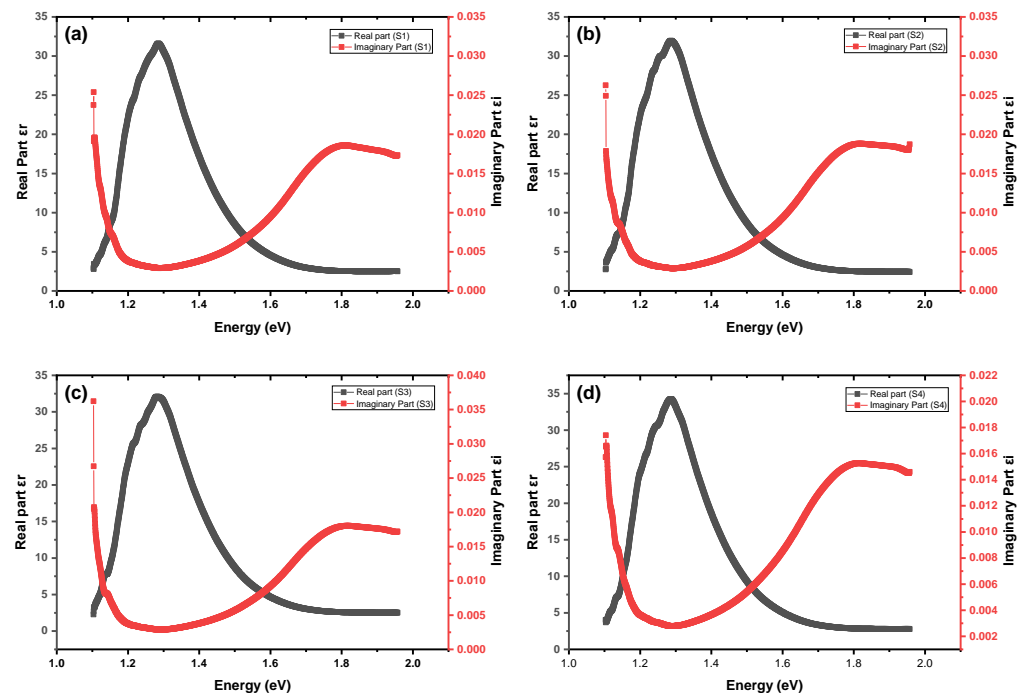 (a)
Real part (S1)
Imaginary Part (S1)
Real Part εr
Imaginary Part εi
35
30
25
20
15
10
5
0
0.035
0.030
0.025
0.020
0.015
0.010
0.005
0.000
1.0 1.2 1.4 1.6 1.8 2.0
Energy (eV)
(b)
Real part (S2)
Imaginary Part (S2)
Real part εr
Imaginary Part εi
35
30
25
20
15
10
5
0
0.035
0.030
0.025
0.020
0.015
0.010
0.005
0.000
1.0 1.2 1.4 1.6 1.8 2.0
Energy (eV)
(c)
Real part (S3)
Imaginary Part (S3)
Real part εr
Imaginary Part εi
35
30
25
20
15
10
5
0
0.040
0.035
0.030
0.025
0.020
0.015
0.010
0.005
0.000
1.0 1.2 1.4 1.6 1.8 2.0
Energy (eV)
(d)
Real part (S4)
Imaginary Part (S4)
Real part εr
Imaginary Part εi
35
30
25
20
15
10
5
0
0.022
0.020
0.018
0.016
0.014
0.012
0.010
0.008
0.006
0.004
0.002
1.0 1.2 1.4 1.6 1.8 2.0
Energy (eV)